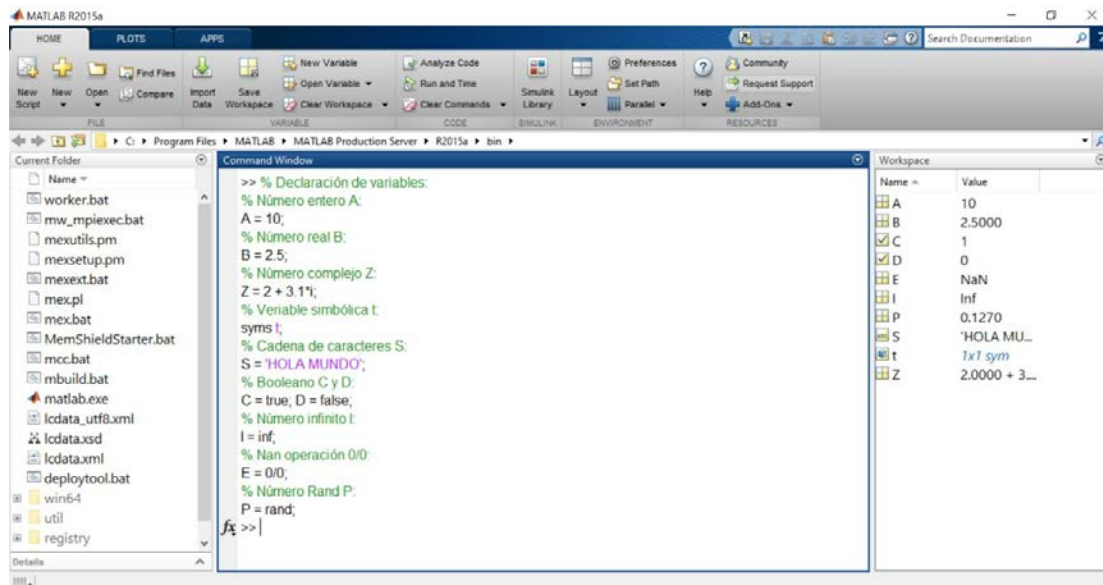 MATLAB R2015a
HOME PLOTS APPS
Search Documentation
New Script
New
Open
Find Files
Compare
Import Data
Save Workspace
New Variable
Open Variable
Clear Workspace
Analyze Code
Run and Time
Clear Commands
Simulink Library
Layout
Preferences
Set Path
Parallel
Help
Community
Request Support
Add-Ons
FILE VARIABLE CODE SIMULINK ENVIRONMENT RESOURCES
C: Program Files MATLAB MATLAB Production Server R2015a bin
Current Folder
Name
worker.bat
mw_mpiexec.bat
mexutils.pm
mexsetup.pm
mexext.bat
mex.pl
mex.bat
MemShieldStarter.bat
mcc.bat
mbuild.bat
matlab.exe
lcdata_utf8.xml
lcdata.xsd
lcdata.xml
deploytool.bat
win64
util
registry
Details
Command Window
>> % Declaración de variables:
% Número entero A:
A = 10;
% Número real B:
B = 2.5;
% Número complejo Z:
Z = 2 + 3.1*i;
% Veriable simbólica t:
syms t;
% Cadena de caracteres S:
S = 'HOLA MUNDO';
% Booleano C y D:
C = true; D = false;
% Número infinito I:
I = inf;
% Nan operación 0/0:
E = 0/0;
% Número Rand P:
P = rand;
fx >>
Workspace
Name Value
A 10
B 2.5000
C 1
D 0
E NaN
I Inf
P 0.1270
S 'HOLA MU...
t 1x1 sym
Z 2.0000 + 3....